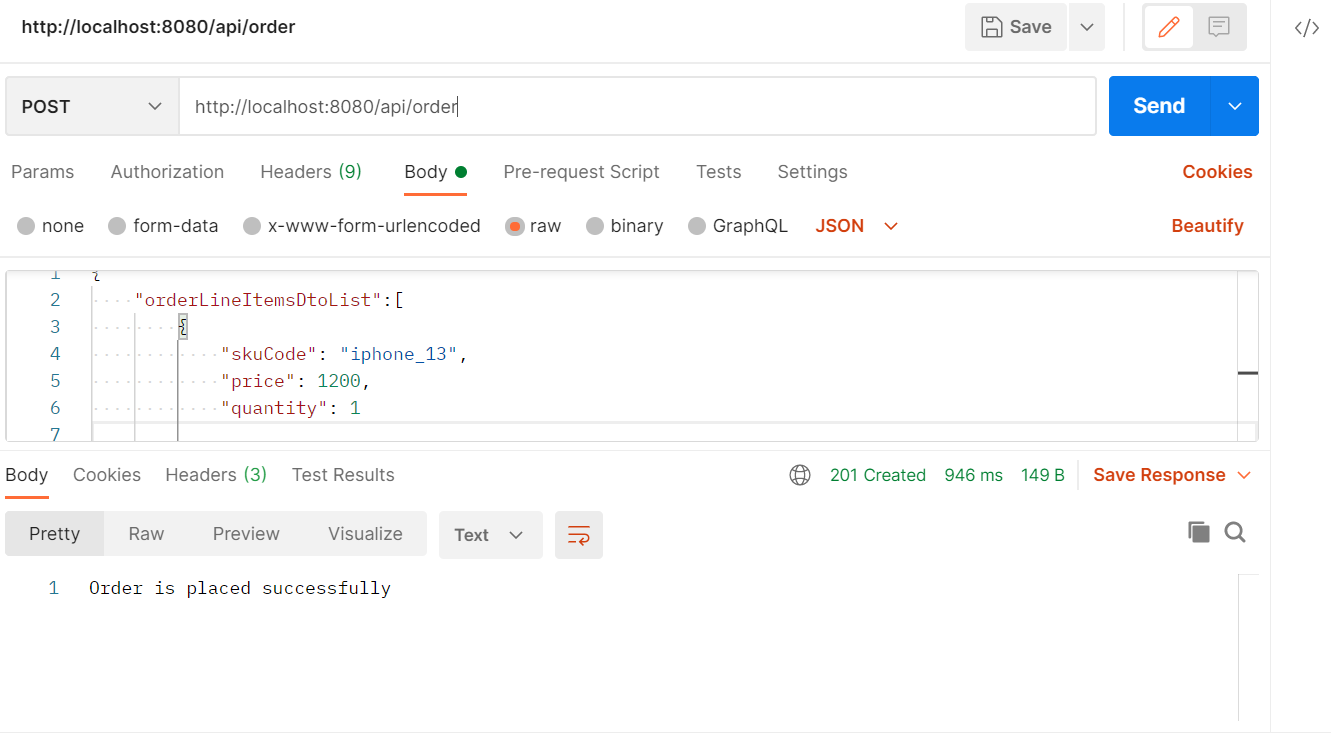 http://localhost:8080/api/order Save </>
POST http://localhost:8080/api/order Send
Params Authorization Headers (9) Body Pre-request Script Tests Settings Cookies
none form-data x-www-form-urlencoded raw binary GraphQL JSON Beautify
1 {
2 "orderLineItemsDtoList":[
3 {
4 "skuCode": "iphone_13",
5 "price": 1200,
6 "quantity": 1
7
Body Cookies Headers (3) Test Results 201 Created 946 ms 149 B Save Response
Pretty Raw Preview Visualize Text
1 Order is placed successfully